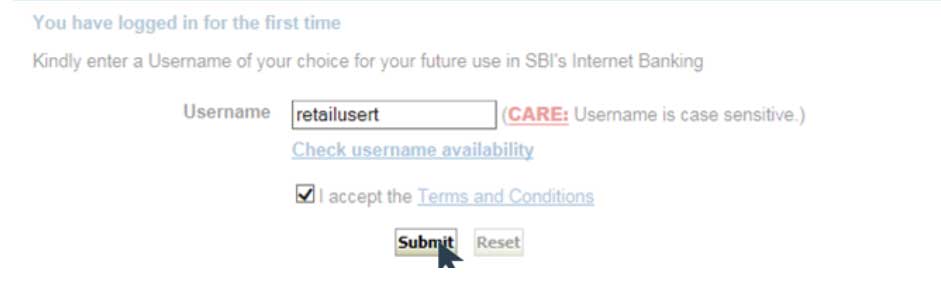 You have logged in for the first time
Kindly enter a Username of your choice for your future use in SBI's Internet Banking
Username retailusert (CARE: Username is case sensitive.)
Check username availability
I accept the Terms and Conditions
Submit Reset